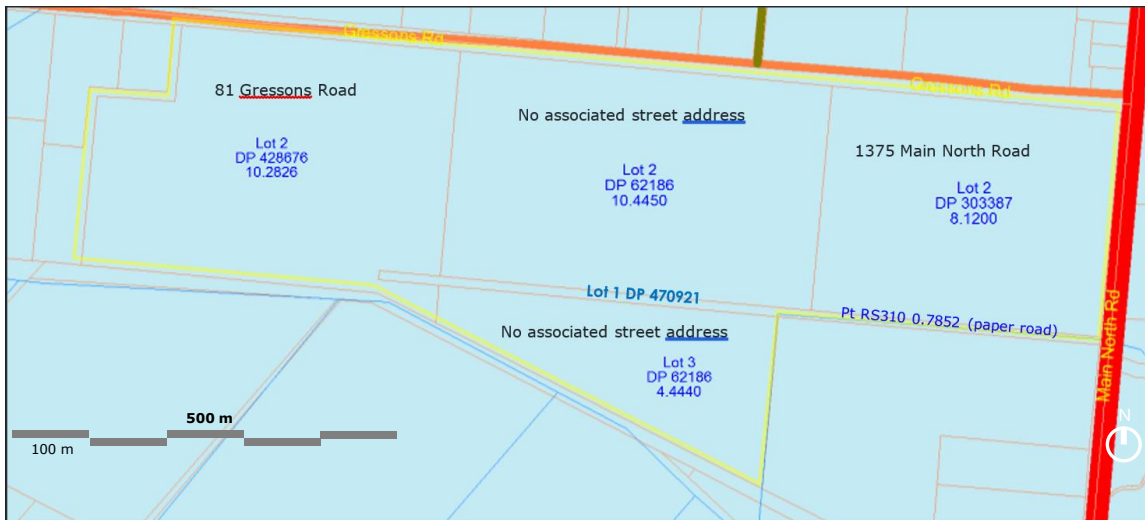 Gressons Rd
Gressons Rd
81 Gressons Road
No associated street address
1375 Main North Road
Lot 2
DP 428676
10.2826
Lot 2
DP 62186
10.4450
Lot 2
DP 303387
8.1200
Lot 1 DP 470921
Pt RS310 0.7852 (paper road)
No associated street address
Lot 3
DP 62186
4.4440
Main North Rd
500 m
100 m
N